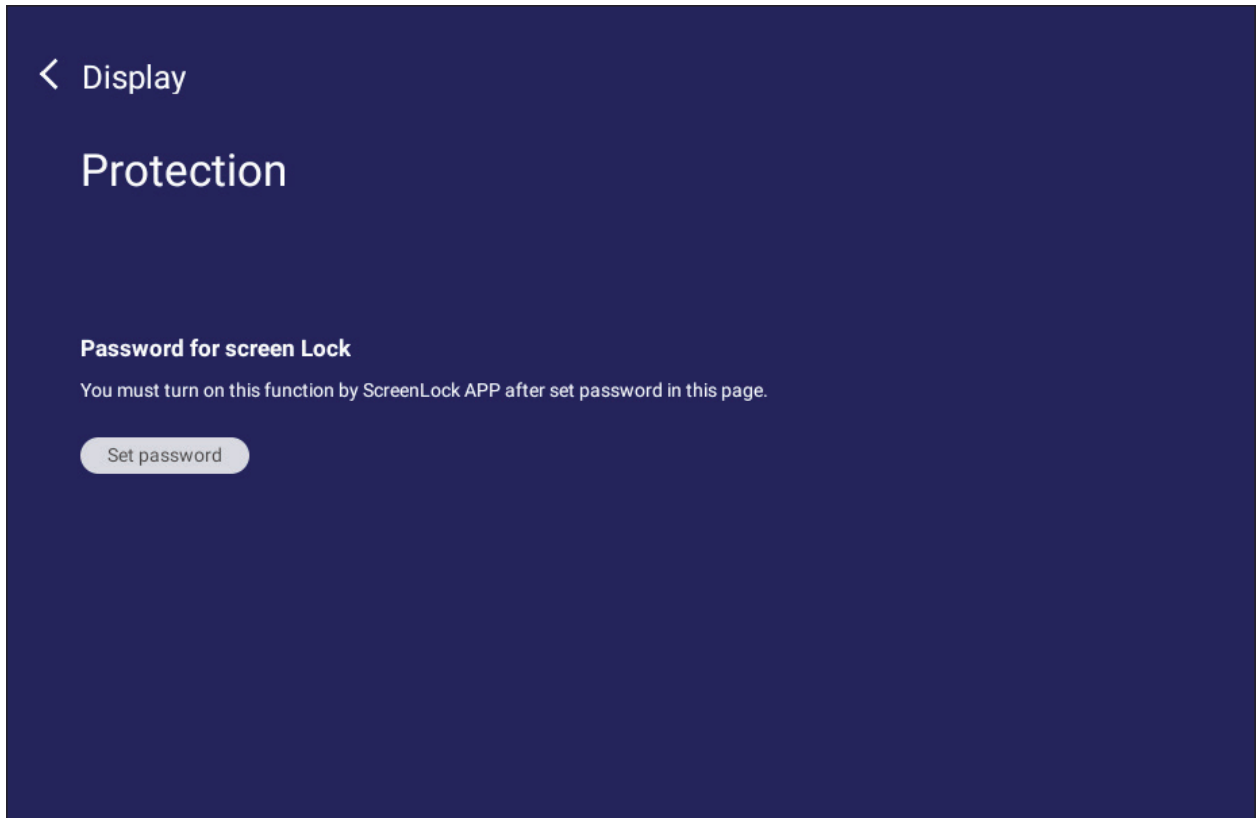 Display
Protection
Password for screen Lock
You must turn on this function by ScreenLock APP after set password in this page.
Set password